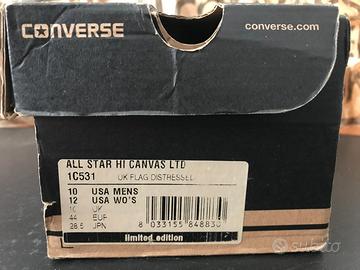 CONVERSE
converse.com
ALL STAR HI CANVAS LTD
1C531 UK FLAG DISTRESSED
10 USA MENS
12 USA WO'S
10 UK
44 EUR
28.5 JPN
8 033155 848830
limited edition
subito